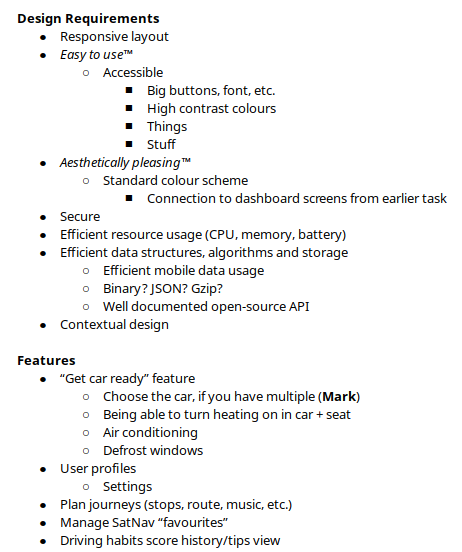 Design Requirements
● Responsive layout
● Easy to use™
○ Accessible
■ Big buttons, font, etc.
■ High contrast colours
■ Things
■ Stuff
● Aesthetically pleasing™
○ Standard colour scheme
■ Connection to dashboard screens from earlier task
● Secure
● Efficient resource usage (CPU, memory, battery)
● Efficient data structures, algorithms and storage
○ Efficient mobile data usage
○ Binary? JSON? Gzip?
○ Well documented open-source API
● Contextual design
Features
● “Get car ready” feature
○ Choose the car, if you have multiple (Mark)
○ Being able to turn heating on in car + seat
○ Air conditioning
○ Defrost windows
● User profiles
○ Settings
● Plan journeys (stops, route, music, etc.)
● Manage SatNav “favourites”
● Driving habits score history/tips view